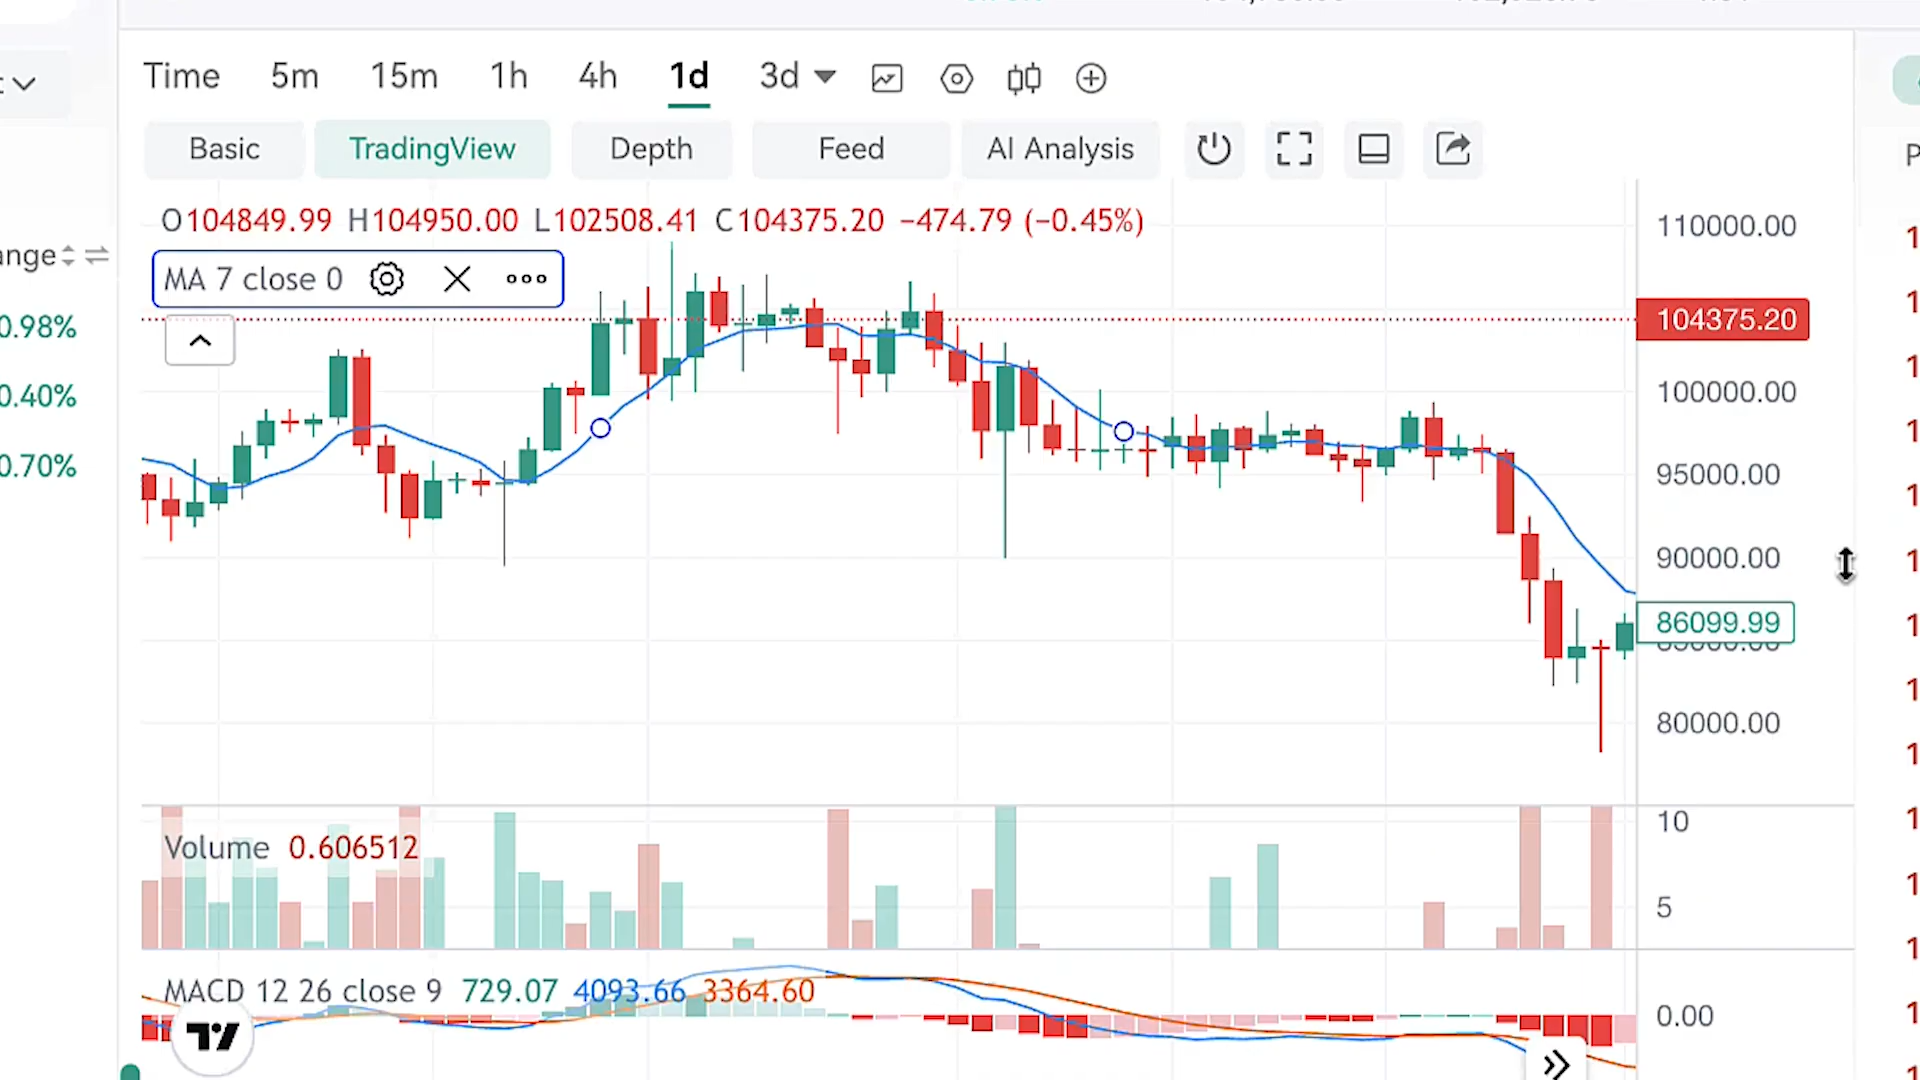 Time 5m 15m 1h 4h 1d 3d
Basic TradingView Depth Feed AI Analysis
O104849.99 H104950.00 L102508.41 C104375.20 −474.79 (−0.45%)
MA 7 close 0
ange
0.98%
0.40%
0.70%
110000.00
104375.20
100000.00
95000.00
90000.00
86099.99
80000.00
Volume 0.606512
10
5
MACD 12 26 close 9 729.07 4093.66 3364.60
0.00